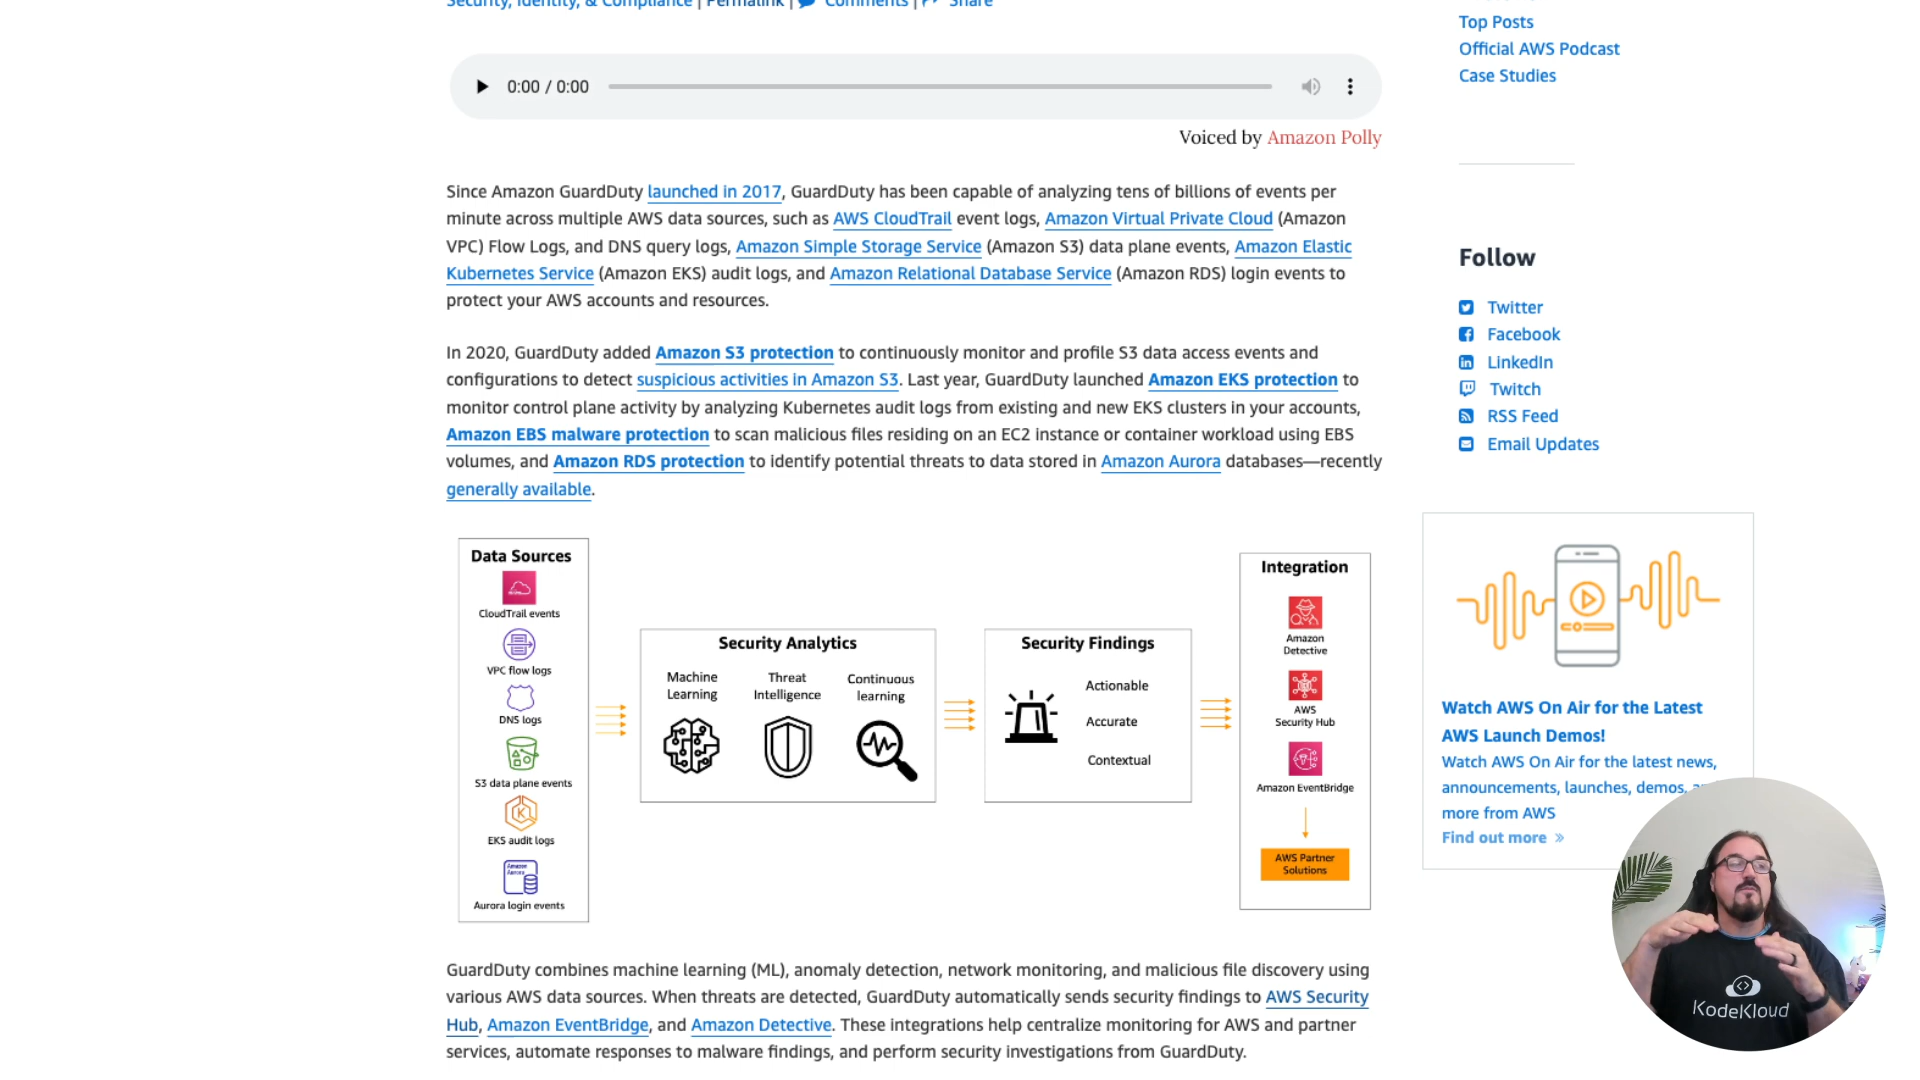 Security, Identity, & Compliance | Permalink | Comments | Share
0:00 / 0:00
Voiced by Amazon Polly
Since Amazon GuardDuty launched in 2017, GuardDuty has been capable of analyzing tens of billions of events per
minute across multiple AWS data sources, such as AWS CloudTrail event logs, Amazon Virtual Private Cloud (Amazon
VPC) Flow Logs, and DNS query logs, Amazon Simple Storage Service (Amazon S3) data plane events, Amazon Elastic
Kubernetes Service (Amazon EKS) audit logs, and Amazon Relational Database Service (Amazon RDS) login events to
protect your AWS accounts and resources.
In 2020, GuardDuty added Amazon S3 protection to continuously monitor and profile S3 data access events and
configurations to detect suspicious activities in Amazon S3. Last year, GuardDuty launched Amazon EKS protection to
monitor control plane activity by analyzing Kubernetes audit logs from existing and new EKS clusters in your accounts,
Amazon EBS malware protection to scan malicious files residing on an EC2 instance or container workload using EBS
volumes, and Amazon RDS protection to identify potential threats to data stored in Amazon Aurora databases—recently
generally available.
Data Sources
CloudTrail events
VPC flow logs
DNS logs
S3 data plane events
EKS audit logs
Amazon
Aurora
Aurora login events
Security Analytics
Machine
Learning
Threat
Intelligence
Continuous
learning
Security Findings
Actionable
Accurate
Contextual
Integration
Amazon
Detective
AWS
Security Hub
Amazon EventBridge
AWS Partner
Solutions
GuardDuty combines machine learning (ML), anomaly detection, network monitoring, and malicious file discovery using
various AWS data sources. When threats are detected, GuardDuty automatically sends security findings to AWS Security
Hub, Amazon EventBridge, and Amazon Detective. These integrations help centralize monitoring for AWS and partner
services, automate responses to malware findings, and perform security investigations from GuardDuty.
Top Posts
Official AWS Podcast
Case Studies
Follow
Twitter
Facebook
LinkedIn
Twitch
RSS Feed
Email Updates
Watch AWS On Air for the Latest
AWS Launch Demos!
Watch AWS On Air for the latest news,
announcements, launches, demos,
more from AWS
Find out more »
KodeKloud